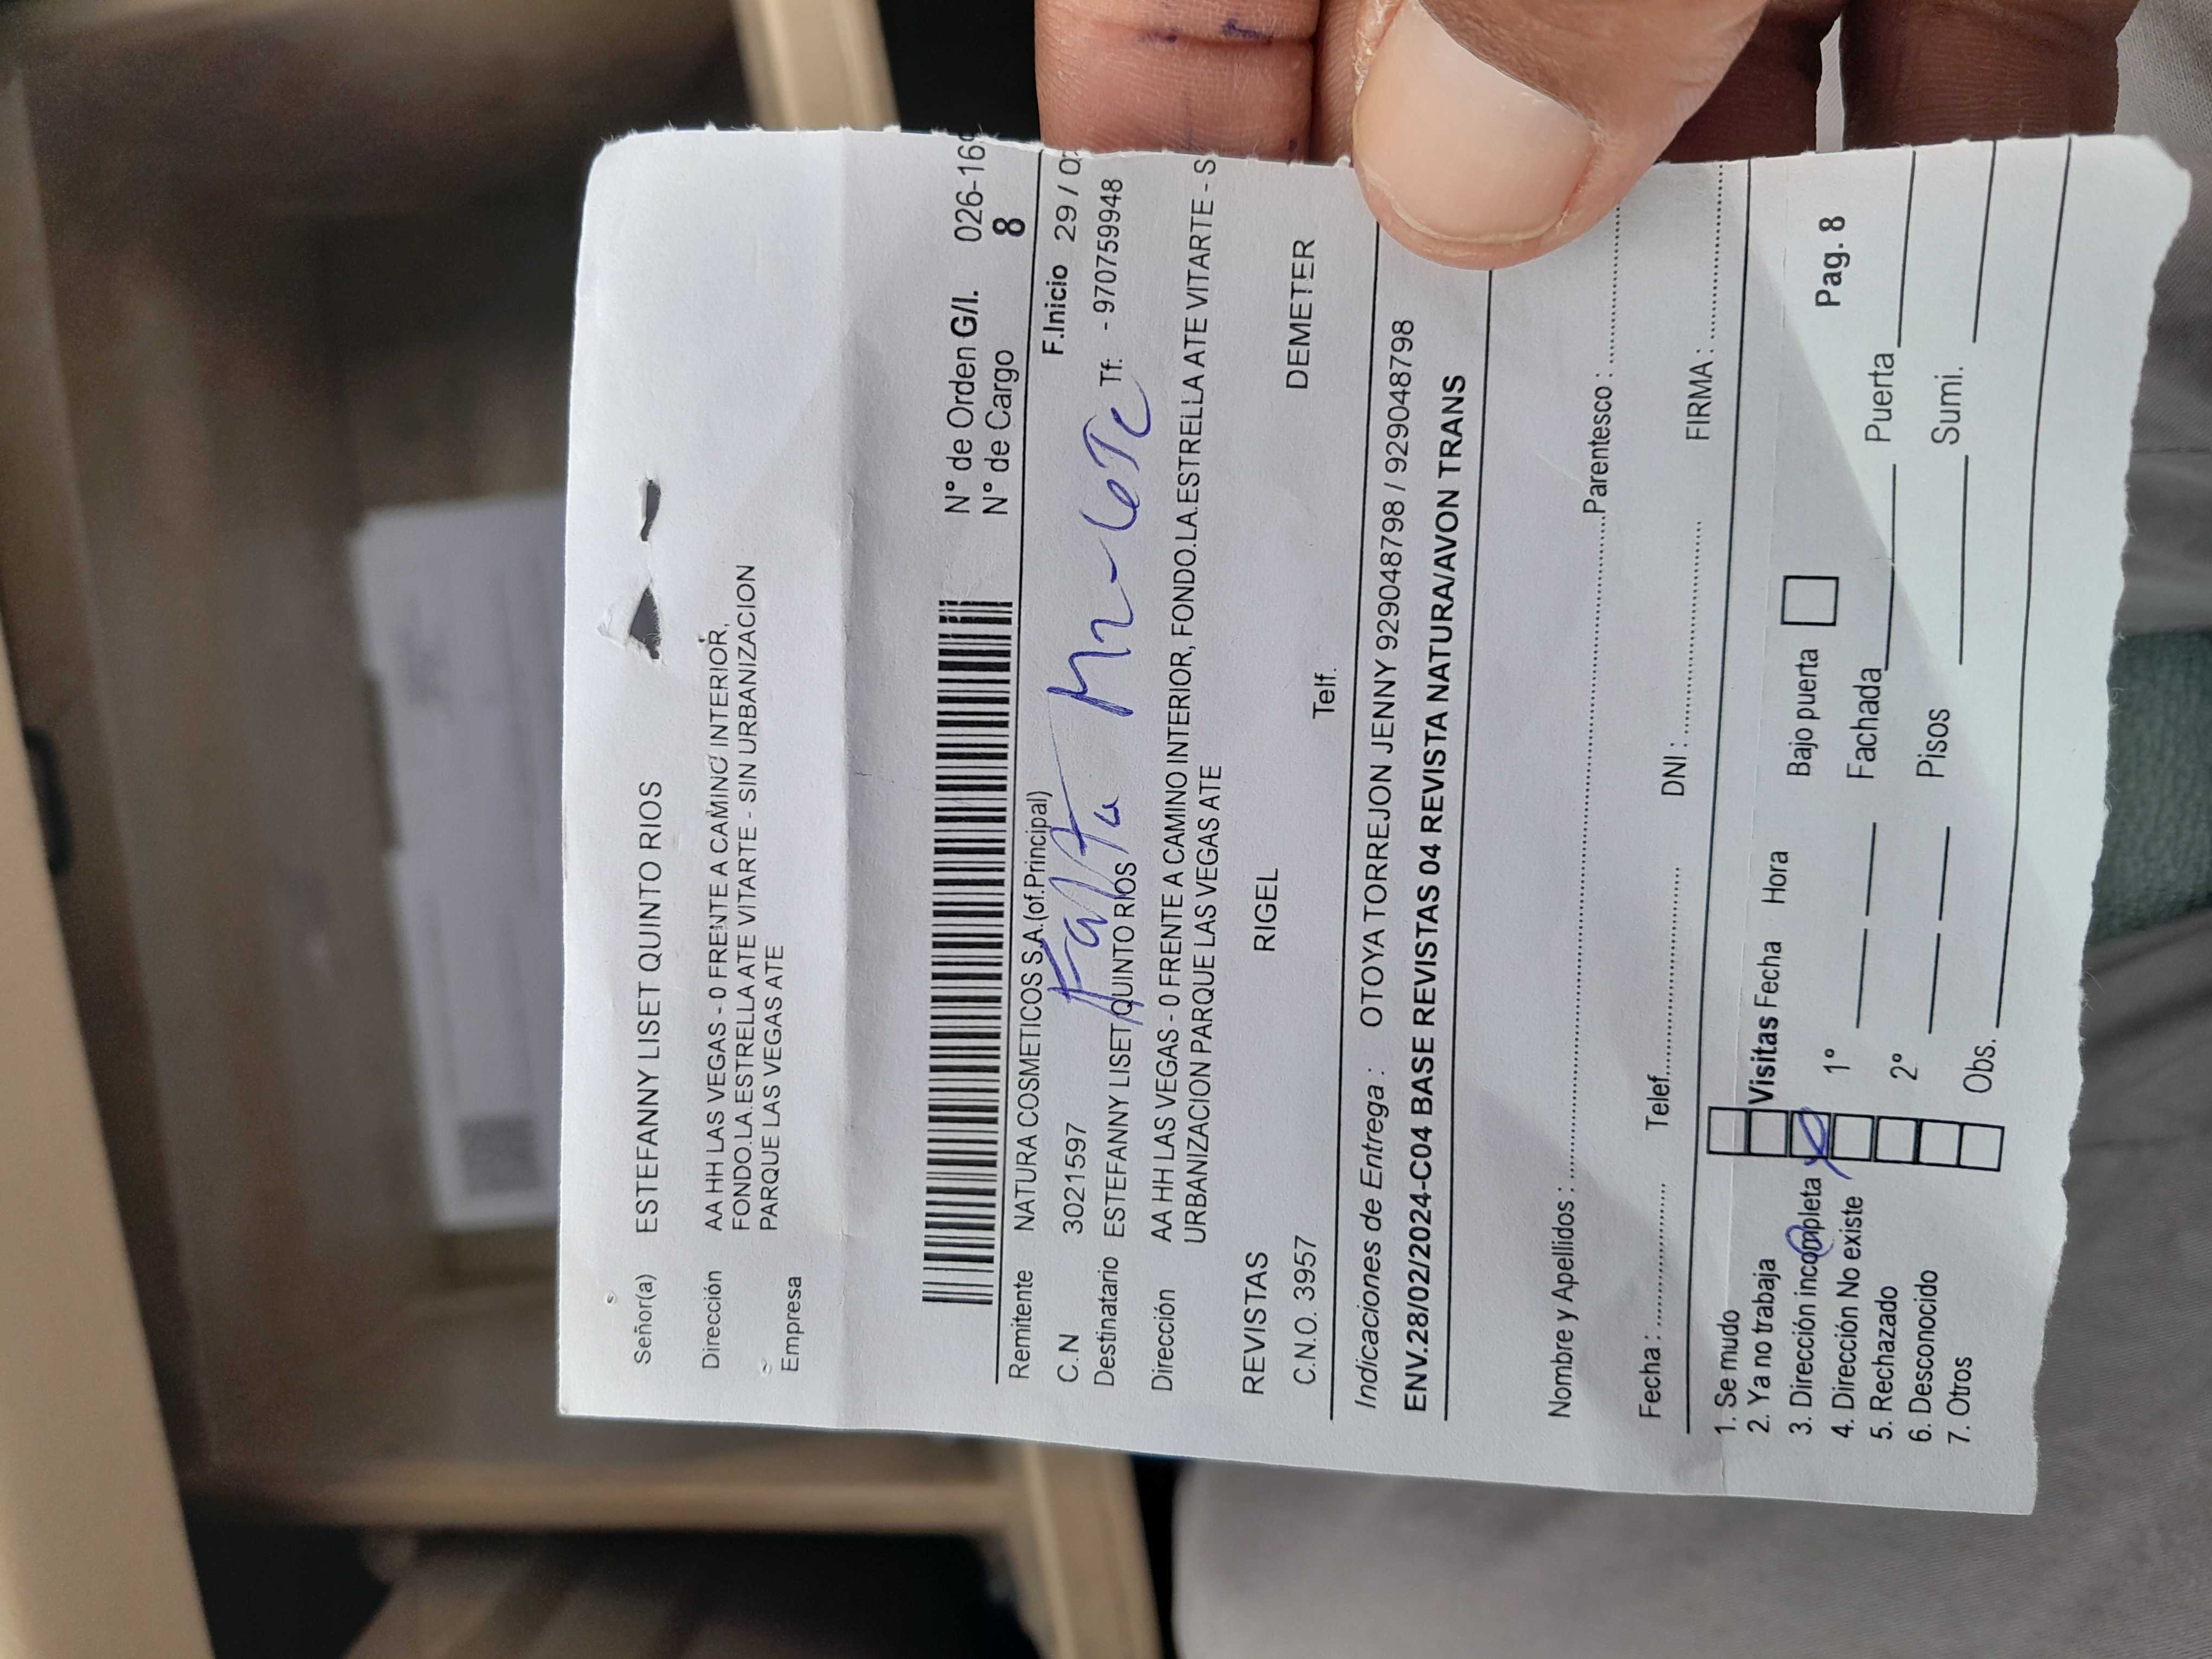 Señor(a) ESTEFANNY LISET QUINTO RIOS
Dirección AA HH LAS VEGAS - 0 FRENTE A CAMINO INTERIOR,
FONDO.LA.ESTRELLA ATE VITARTE - SIN URBANIZACION
PARQUE LAS VEGAS ATE
Empresa
N° de Orden G/I. 026-169
N° de Cargo 8
Remitente NATURA COSMETICOS S.A.(of.Principal)
F.Inicio 29 / 0
C.N 3021597
Falta Mz-Lote
Destinatario ESTEFANNY LISET QUINTO RIOS Tf: - 970759948
Dirección AA HH LAS VEGAS - 0 FRENTE A CAMINO INTERIOR, FONDO.LA.ESTRELLA ATE VITARTE - S
URBANIZACION PARQUE LAS VEGAS ATE
REVISTAS RIGEL DEMETER
C.N.O. 3957 Telf.
Indicaciones de Entrega : OTOYA TORREJON JENNY 929048798 / 929048798
ENV.28/02/2024-C04 BASE REVISTAS 04 REVISTA NATURA/AVON TRANS
Nombre y Apellidos : Parentesco :
Fecha : Telef. DNI : FIRMA :
1. Se mudo
2. Ya no trabaja
3. Dirección incompleta
4. Dirección No existe
5. Rechazado
6. Desconocido
7. Otros
Visitas Fecha Hora Bajo puerta Pag. 8
1° Fachada Puerta
2° Pisos Sumi.
Obs.